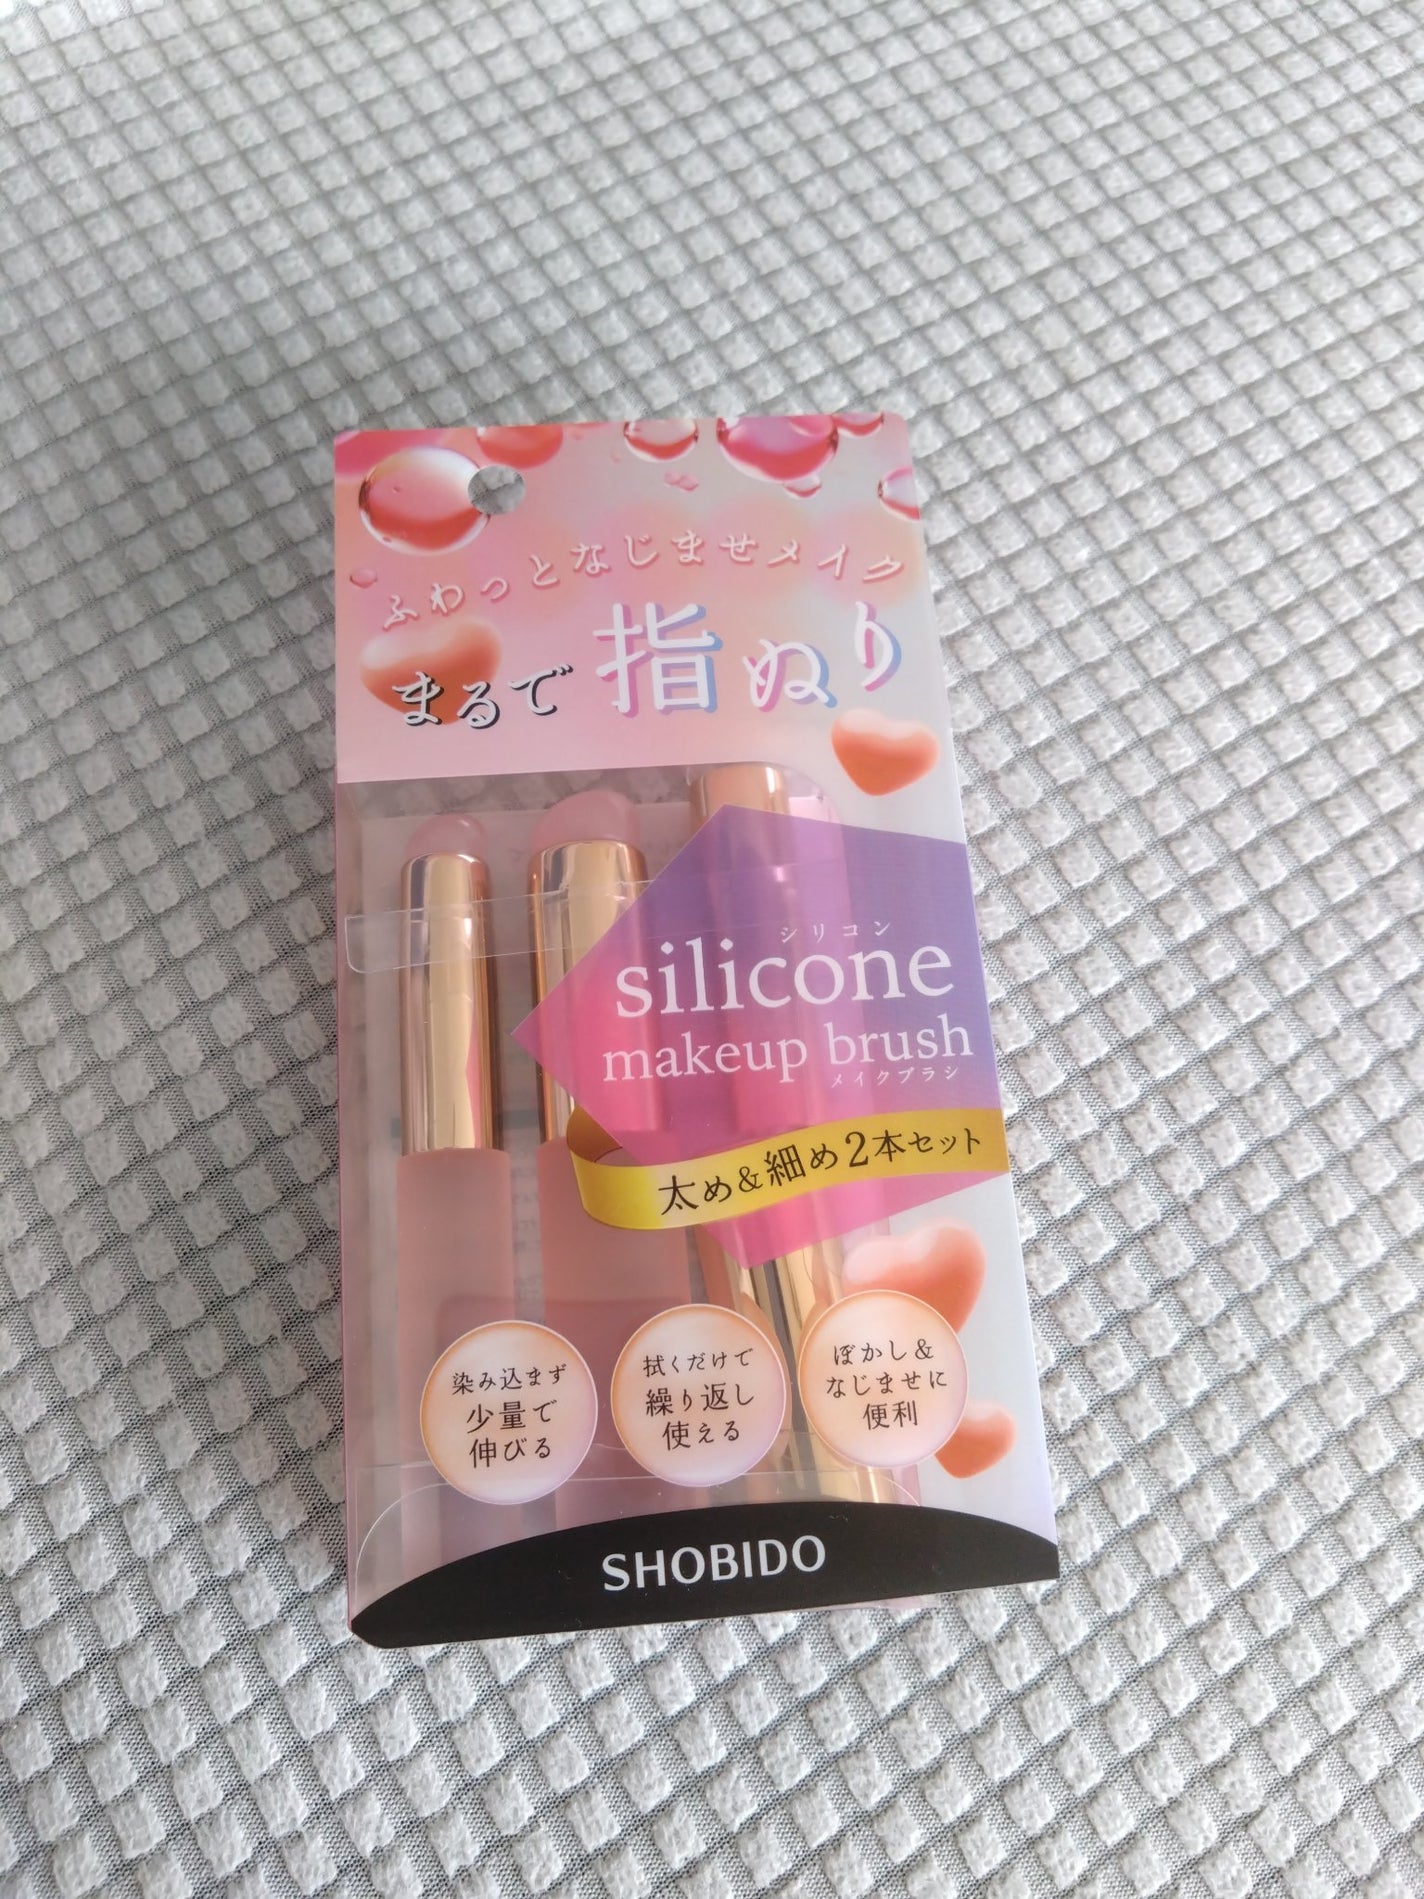 ふわっとなじませメイク
まるで指ぬり
シリコン
silicone
makeup brush
メイクブラシ
太め&細め2本セット
染み込まず
少量で
伸びる
拭くだけで
繰り返し
使える
ぼかし&
なじませに
便利
SHOBIDO